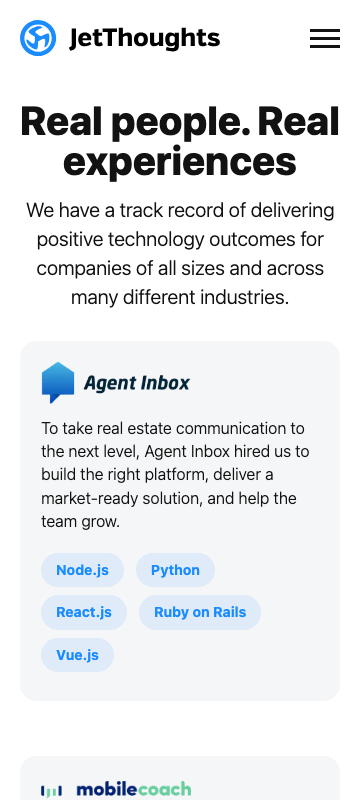 JetThoughts
Real people. Real
experiences
We have a track record of delivering
positive technology outcomes for
companies of all sizes and across
many different industries.
Agent Inbox
To take real estate communication to
the next level, Agent Inbox hired us to
build the right platform, deliver a
market-ready solution, and help the
team grow.
Node.js
Python
React.js
Ruby on Rails
Vue.js
mobilecoach